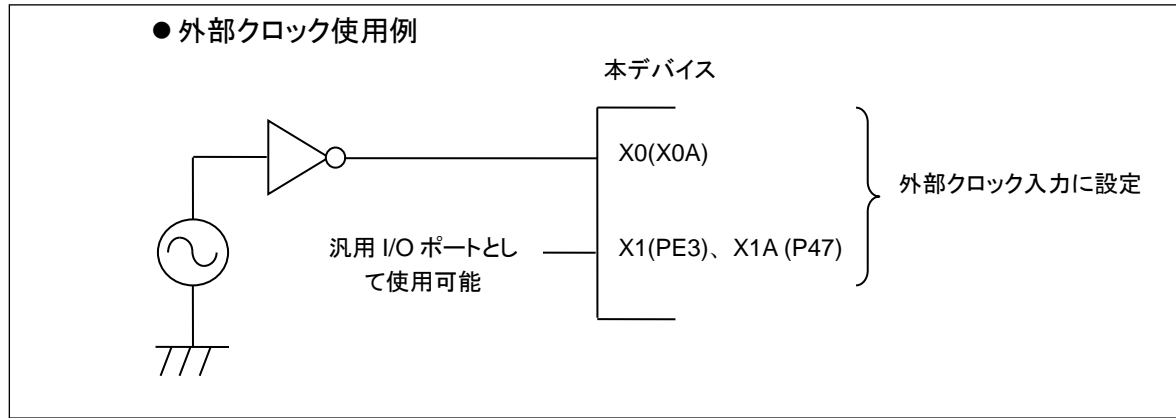 ● 外部クロック使用例
本デバイス
X0(X0A)
外部クロック入力に設定
汎用 I/O ポートとし
て使用可能
X1(PE3)、X1A (P47)